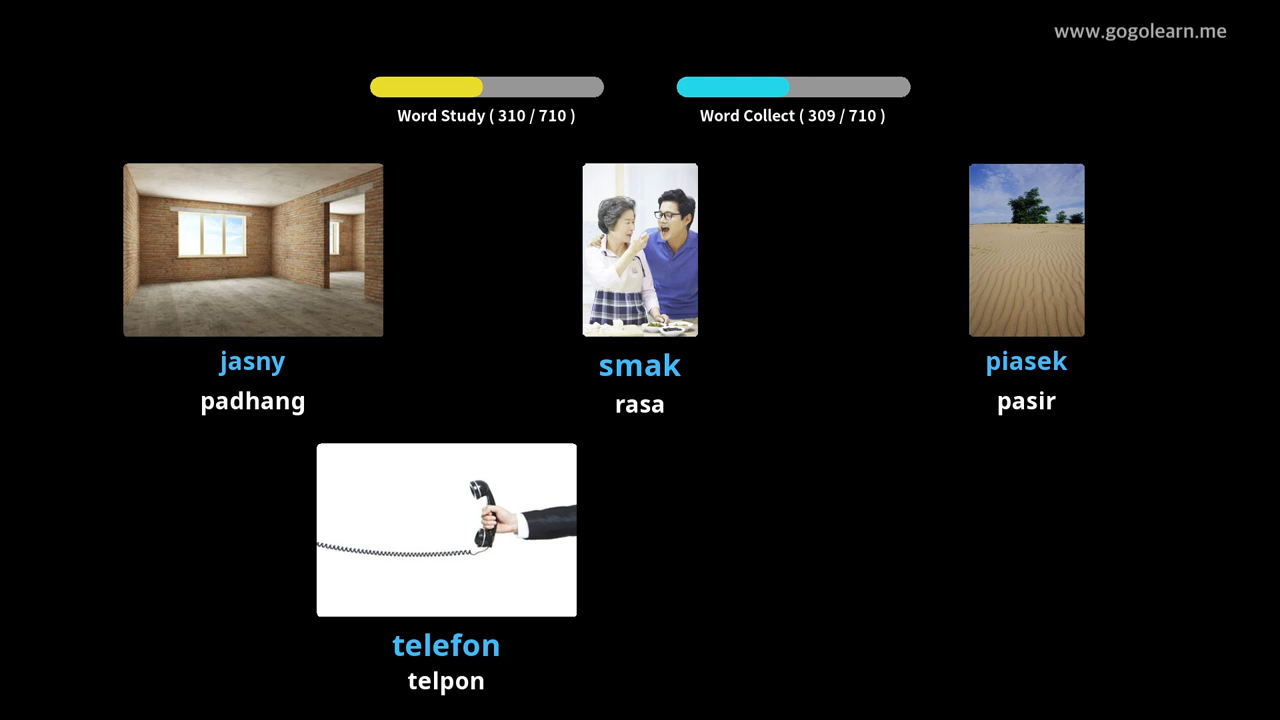 www.gogolearn.me
Word Study ( 310 / 710 )
Word Collect ( 309 / 710 )
jasny
padhang
smak
rasa
piasek
pasir
telefon
telpon